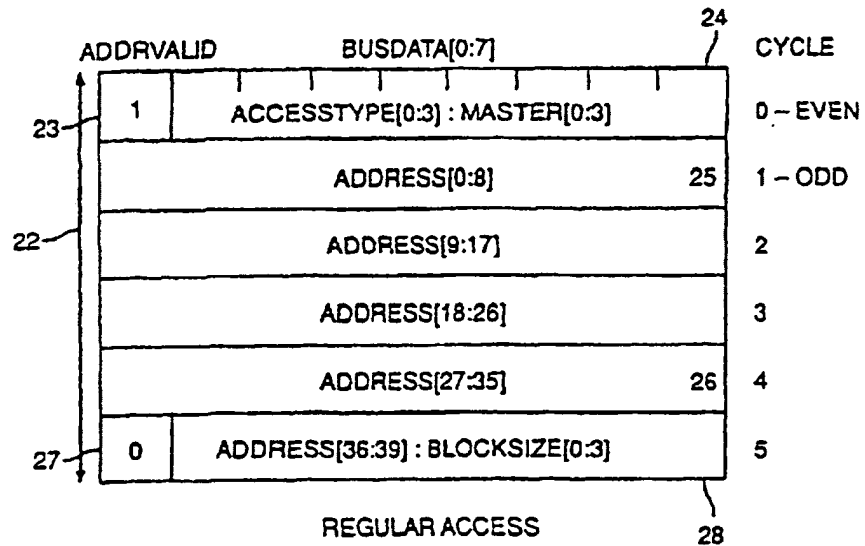 24
ADDRVALID BUSDATA[0:7] CYCLE
23 1 ACCESSTYPE[0:3] : MASTER[0:3] 0 – EVEN
ADDRESS[0:8] 25 1 – ODD
22 ADDRESS[9:17] 2
ADDRESS[18:26] 3
ADDRESS[27:35] 26 4
27 0 ADDRESS[36:39] : BLOCKSIZE[0:3] 5
REGULAR ACCESS 28